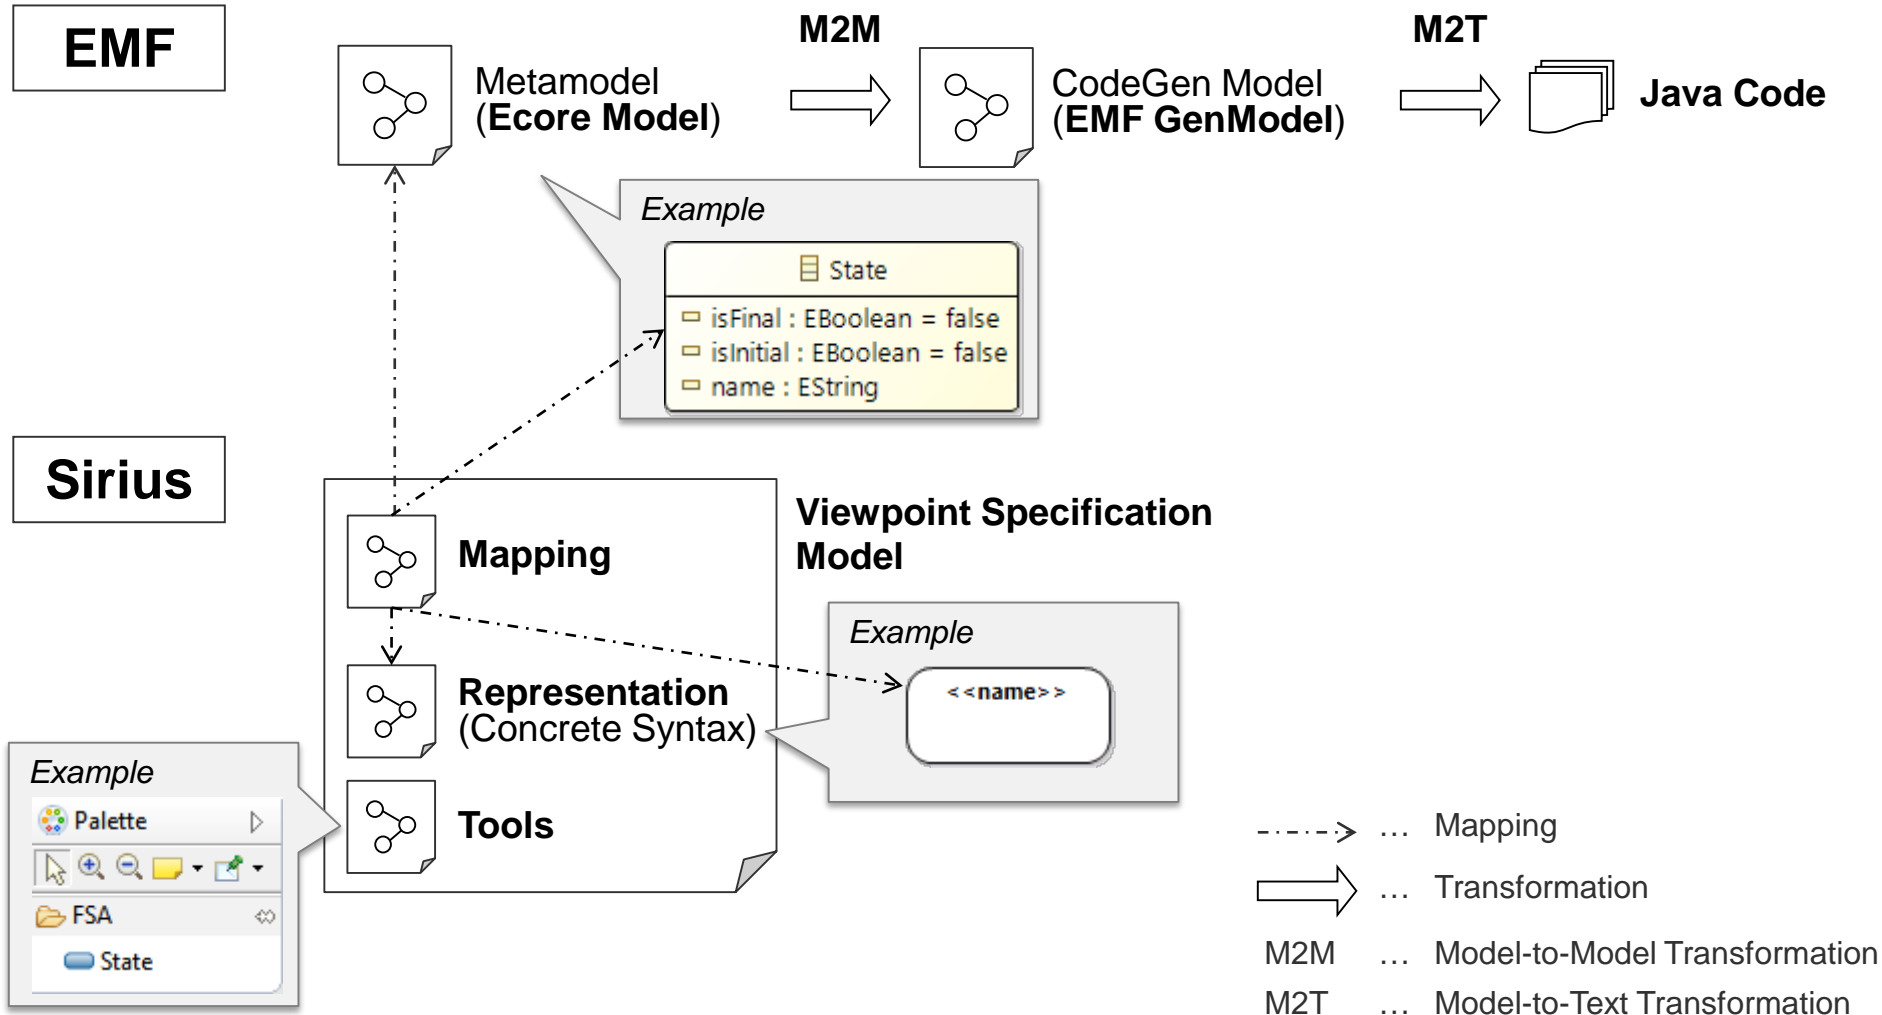 EMF
M2M
M2T
Metamodel
(Ecore Model)
CodeGen Model
(EMF GenModel)
Java Code
Example
State
isFinal : EBoolean = false
isInitial : EBoolean = false
name : EString
Sirius
Viewpoint Specification
Model
Mapping
Example
<<name>>
Representation
(Concrete Syntax)
Tools
Example
Palette
FSA
State
... Mapping
... Transformation
M2M ... Model-to-Model Transformation
M2T ... Model-to-Text Transformation